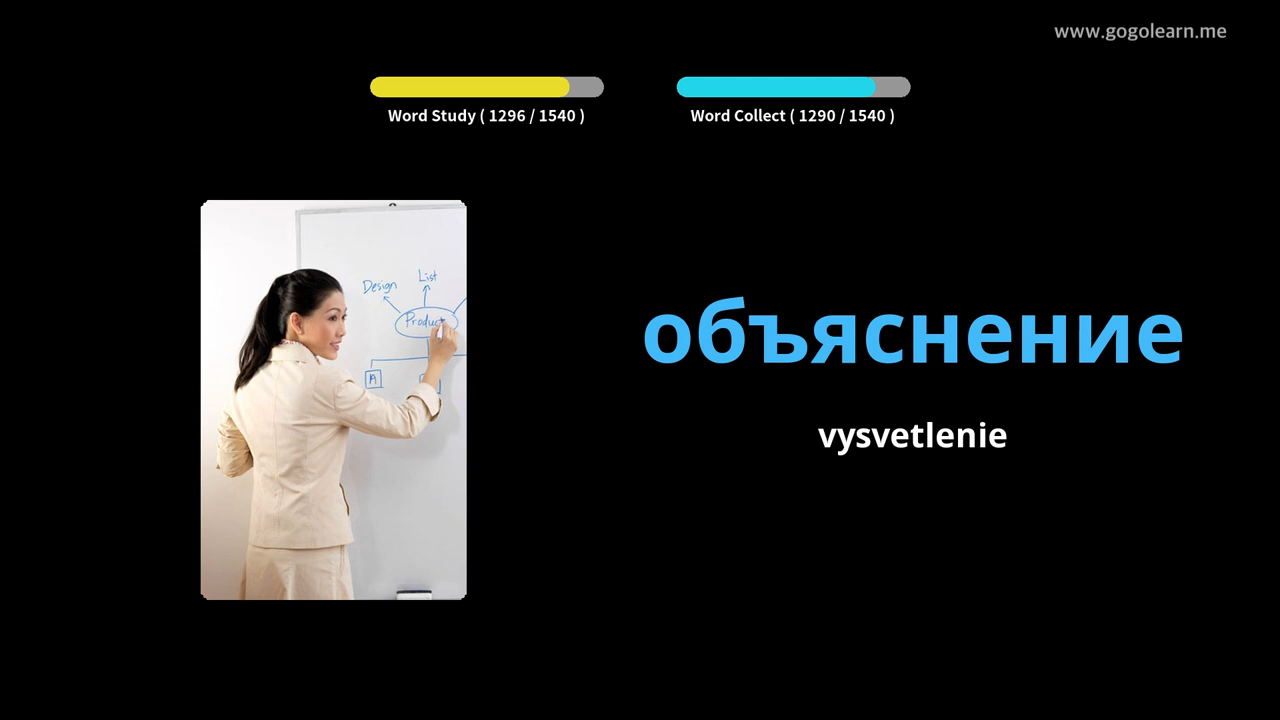 www.gogolearn.me
Word Study ( 1296 / 1540 )
Word Collect ( 1290 / 1540 )
List
Design
Product
A
объяснение
vysvetlenie